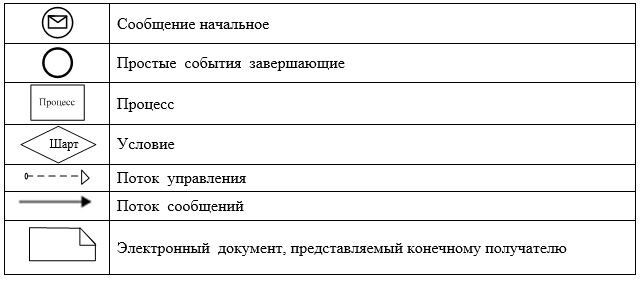 Сообщение начальное
Простые события завершающие
Процесс Процесс
Шарт Условие
Поток управления
Поток сообщений
Электронный документ, представляемый конечному получателю